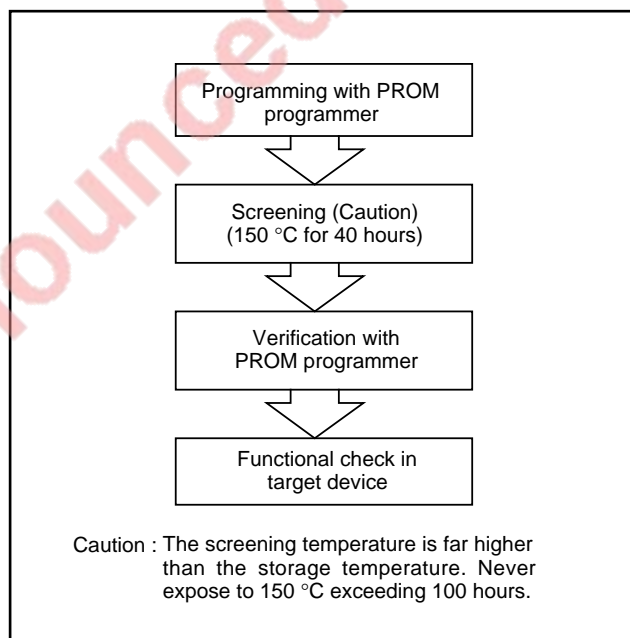 Programming with PROM
programmer
Screening (Caution)
(150 °C for 40 hours)
Verification with
PROM programmer
Functional check in
target device
Caution : The screening temperature is far higher
than the storage temperature. Never
expose to 150 °C exceeding 100 hours.